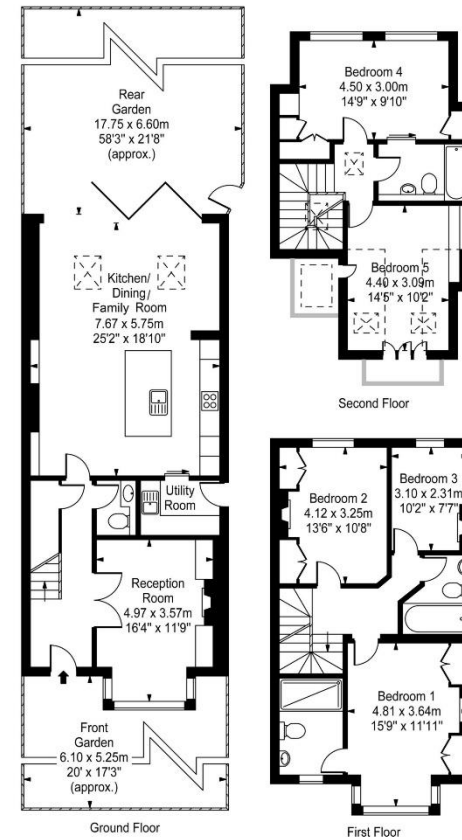 Rear
Garden
17.75 x 6.60m
58'3" x 21'8"
(approx.)
Kitchen/
Dining/
Family Room
7.67 x 5.75m
25'2" x 18'10"
Utility
Room
Reception
Room
4.97 x 3.57m
16'4" x 11'9"
Front
Garden
6.10 x 5.25m
20' x 17'3"
(approx.)
Ground Floor
Bedroom 4
4.50 x 3.00m
14'9" x 9'10"
Bedroom 5
4.40 x 3.09m
14'5" x 10'2"
Second Floor
Bedroom 2
4.12 x 3.25m
13'6" x 10'8"
Bedroom 3
3.10 x 2.31m
10'2" x 7'7"
Bedroom 1
4.81 x 3.64m
15'9" x 11'11"
First Floor